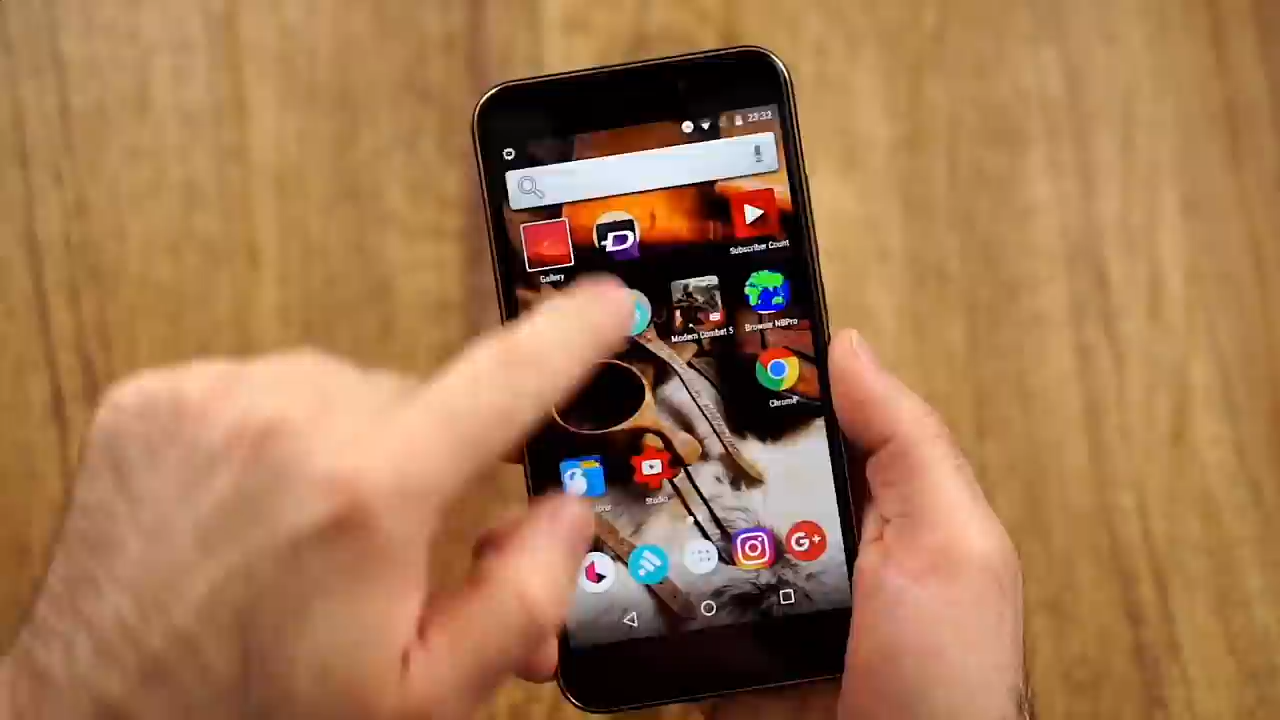 23:32
Gallery
Subscriber Count
Modern Combat 5
Browser NBPro
Chrome
Studio
G+